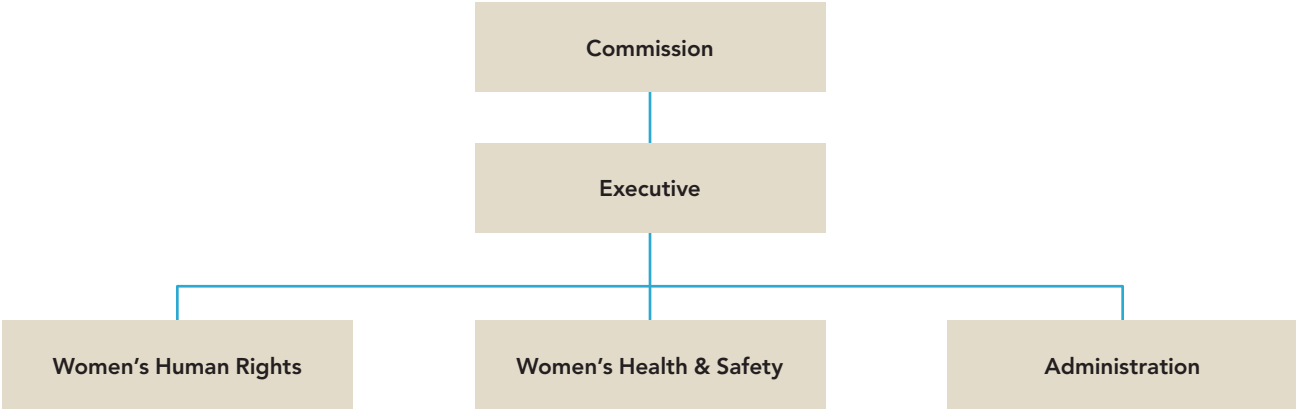 Commission
Executive
Women’s Human Rights
Women’s Health & Safety
Administration